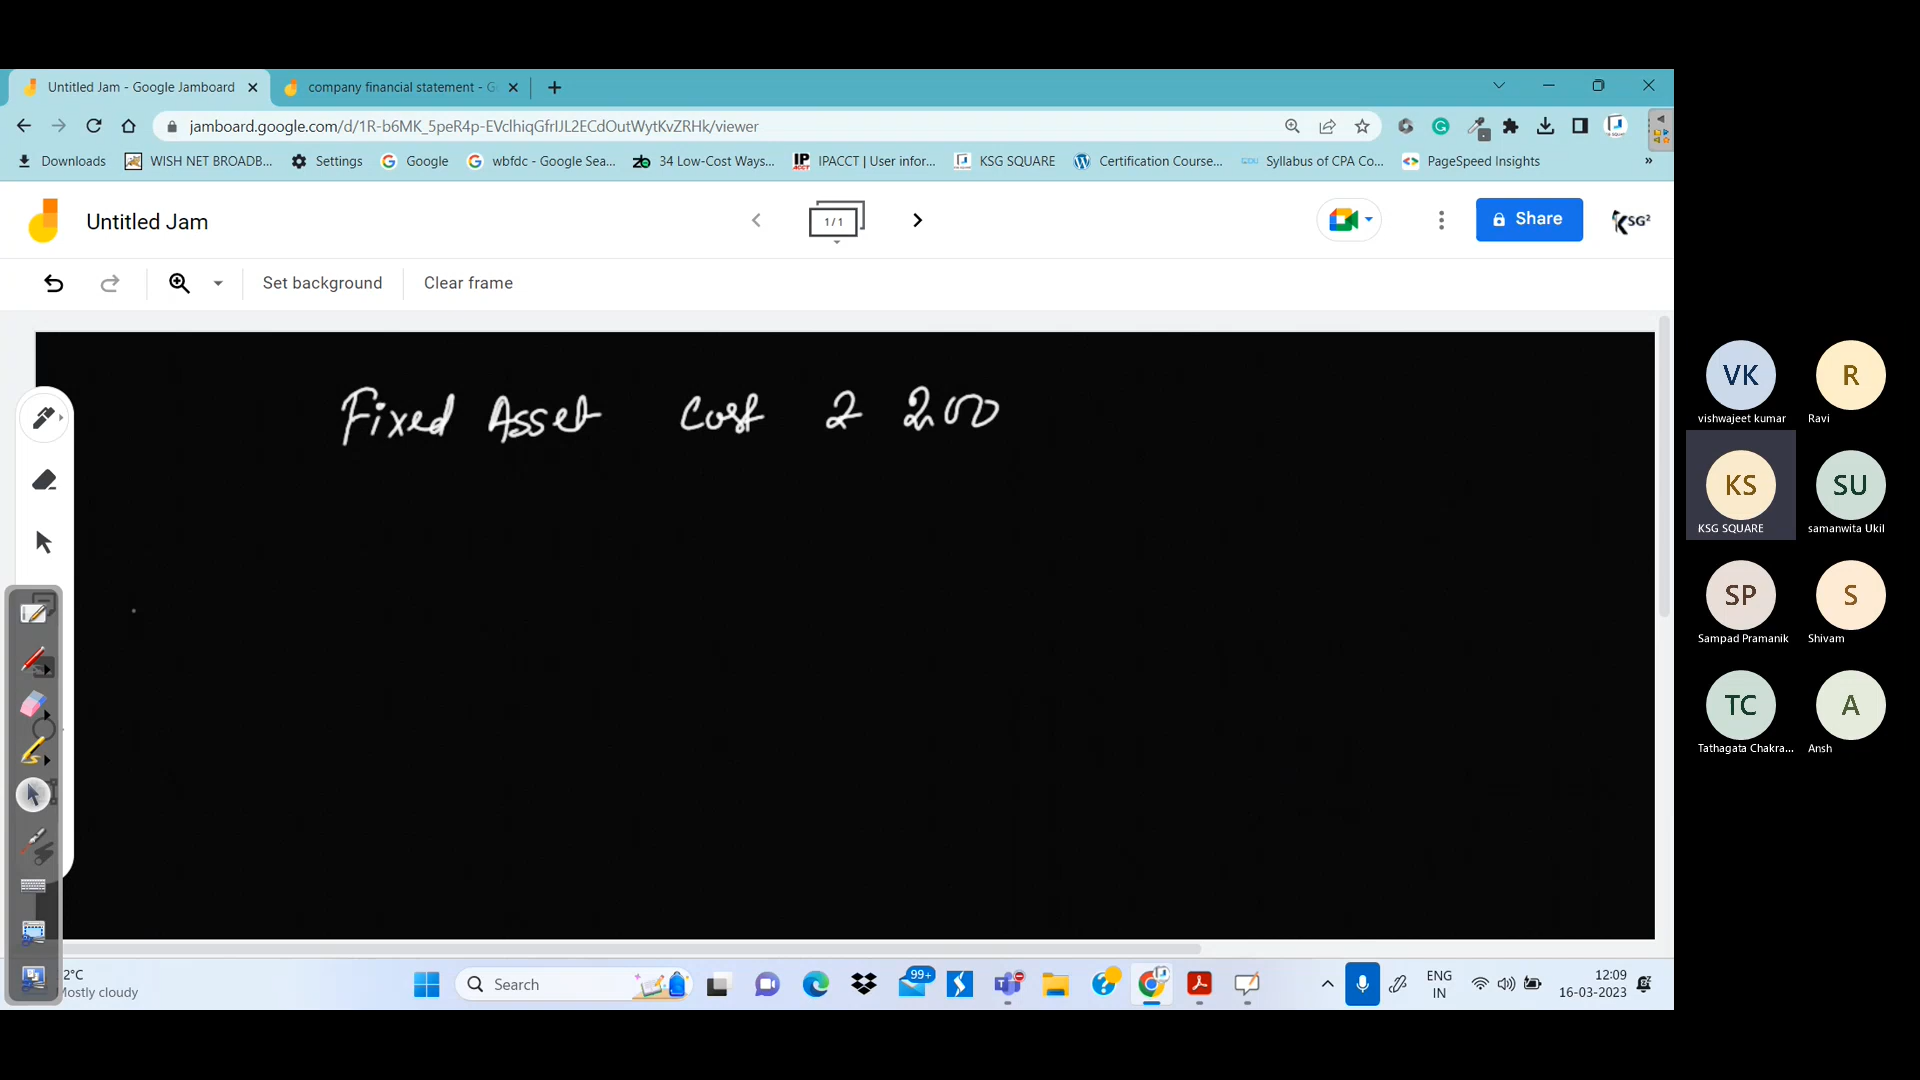 Untitled Jam - Google Jamboard
company financial statement - G
jamboard.google.com/d/1R-b6MK_5peR4p-EVclhiqGfrIJL2ECdOutWytKvZRHk/viewer
Downloads WISH NET BROADB... Settings Google wbfdc - Google Sea... 34 Low-Cost Ways... IPACCT | User infor... KSG SQUARE Certification Course... Syllabus of CPA Co... PageSpeed Insights »
Untitled Jam
1 / 1
Share
KSG²
Set background
Clear frame
Fixed Asset Cost 2 200
VK
vishwajeet kumar
R
Ravi
KS
KSG SQUARE
SU
samanwita Ukil
SP
Sampad Pramanik
S
Shivam
TC
Tathagata Chakra...
A
Ansh
2°C
Mostly cloudy
Search
99+
ENG
IN
12:09
16-03-2023